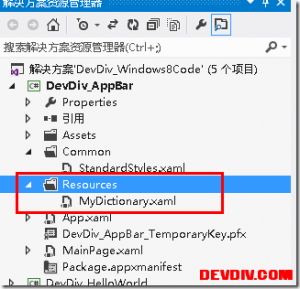 解决方案资源管理器
搜索解决方案资源管理器(Ctrl+;)
解决方案'DevDiv_Windows8Code' (5 个项目)
DevDiv_AppBar
Properties
引用
Assets
Common
StandardStyles.xaml
Resources
MyDictionary.xaml
App.xaml
DevDiv_AppBar_TemporaryKey.pfx
MainPage.xaml
Package.appxmanifest
DevDiv_HelloWorld
DEVDIV.COM